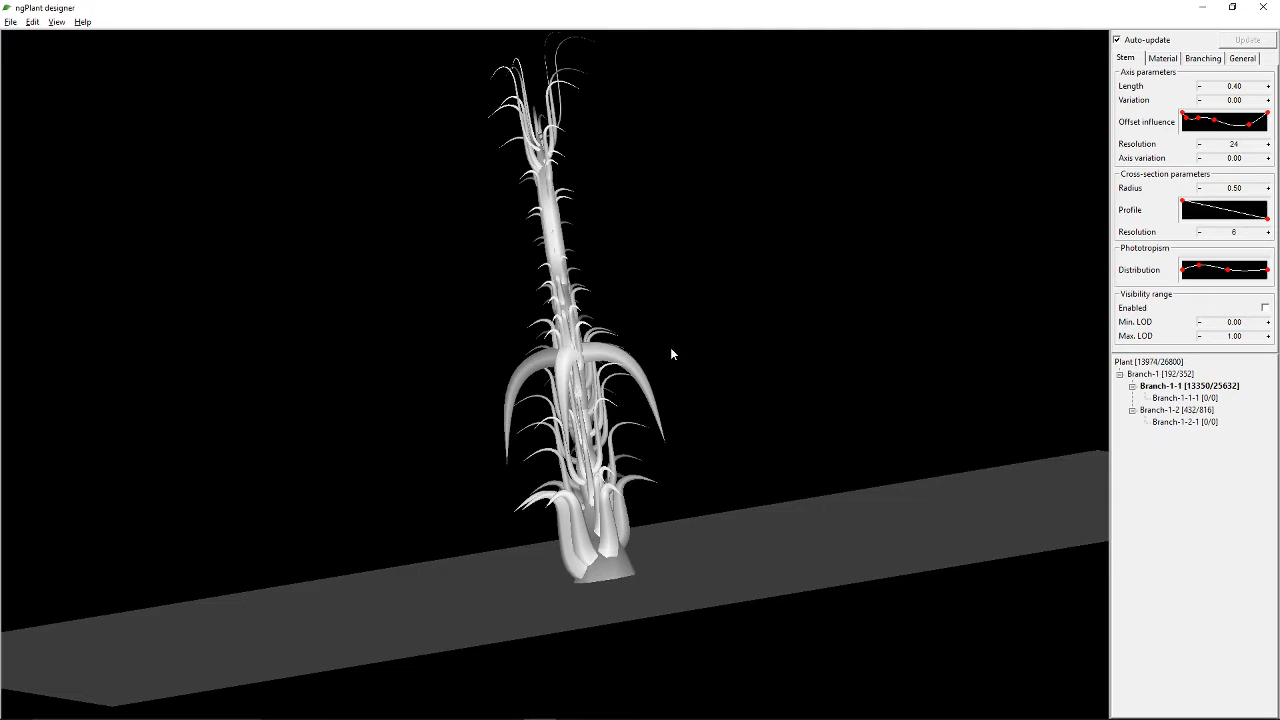 ngPlant designer
File Edit View Help
Auto-update Update
Stem Material Branching General
Axis parameters
Length - 0.40 +
Variation - 0.00 +
Offset influence
Resolution - 24 +
Axis variation - 0.00 +
Cross-section parameters
Radius - 0.50 +
Profile
Resolution - 6 +
Phototropism
Distribution
Visibility range
Enabled
Min. LOD - 0.00 +
Max. LOD - 1.00 +
Plant [13974/26800]
Branch-1 [192/352]
Branch-1-1 [13350/25632]
Branch-1-1-1 [0/0]
Branch-1-2 [432/816]
Branch-1-2-1 [0/0]